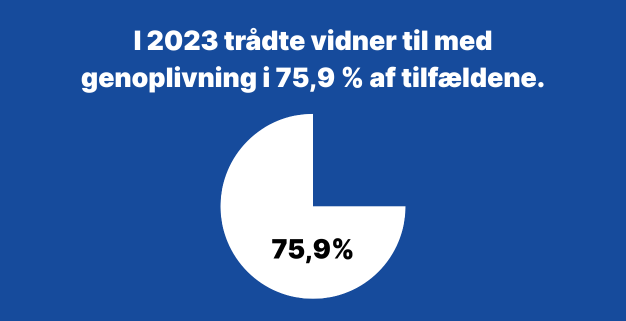 I 2023 trådte vidner til med
genoplivning i 75,9 % af tilfældene.
75,9%